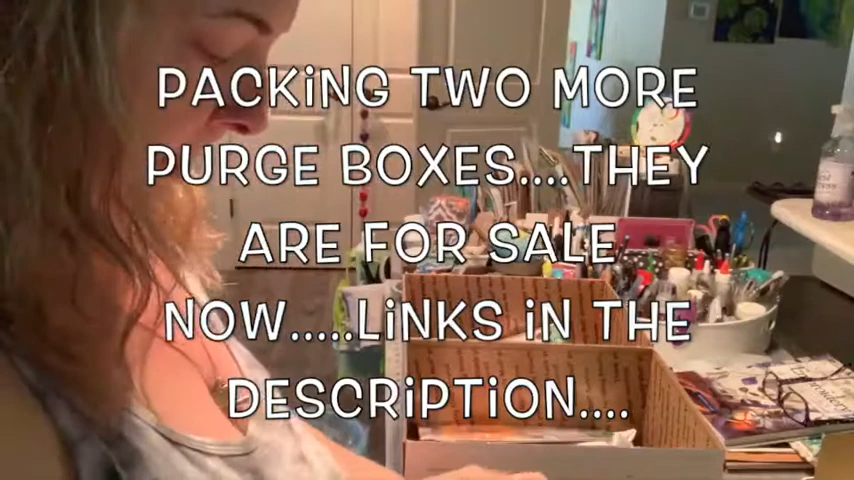 Packing two more
purge boxes....they
are for sale
now.....links in the
description....